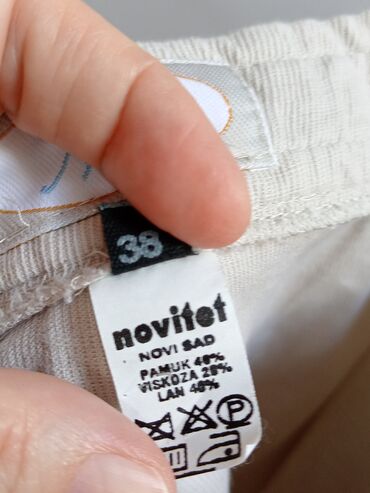 38
novitet
NOVI SAD
PAMUK 40%
VISKOZA 20%
LAN 40%
P